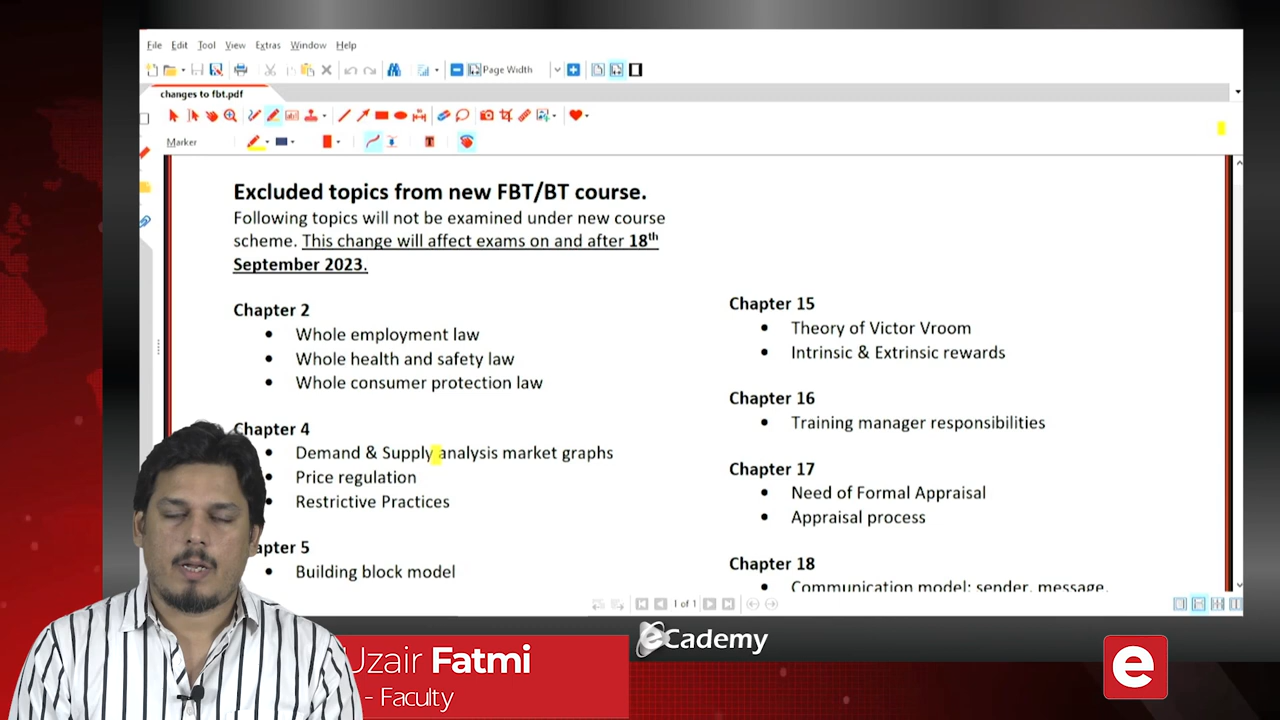 File Edit Tool View Extras Window Help
Page Width
changes to fbt.pdf
Marker
T
Excluded topics from new FBT/BT course.
Following topics will not be examined under new course
scheme. This change will affect exams on and after 18th
September 2023.
Chapter 2
• Whole employment law
• Whole health and safety law
• Whole consumer protection law
Chapter 4
• Demand & Supply analysis market graphs
• Price regulation
• Restrictive Practices
apter 5
Building block model
Chapter 15
• Theory of Victor Vroom
• Intrinsic & Extrinsic rewards
Chapter 16
• Training manager responsibilities
Chapter 17
• Need of Formal Appraisal
• Appraisal process
Chapter 18
• Communication model: sender, message,
1 of 1
eCademy
Uzair Fatmi
- Faculty
e